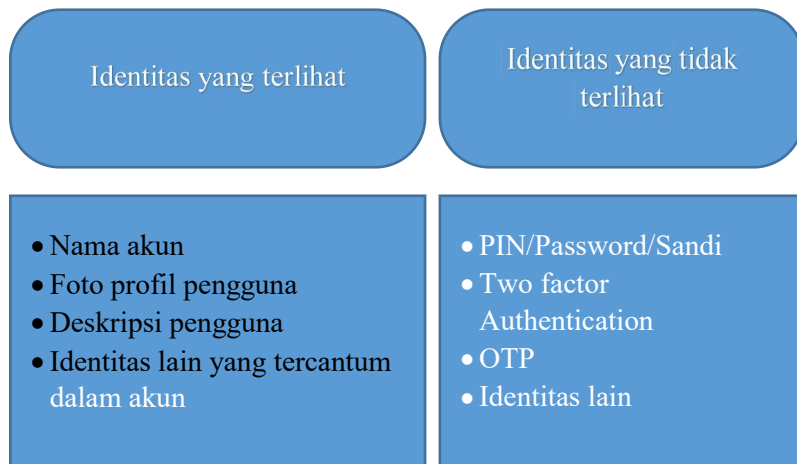 Identitas yang terlihat
Identitas yang tidak
terlihat
• Nama akun
• Foto profil pengguna
• Deskripsi pengguna
• Identitas lain yang tercantum
dalam akun
• PIN/Password/Sandi
• Two factor
Authentication
• OTP
• Identitas lain